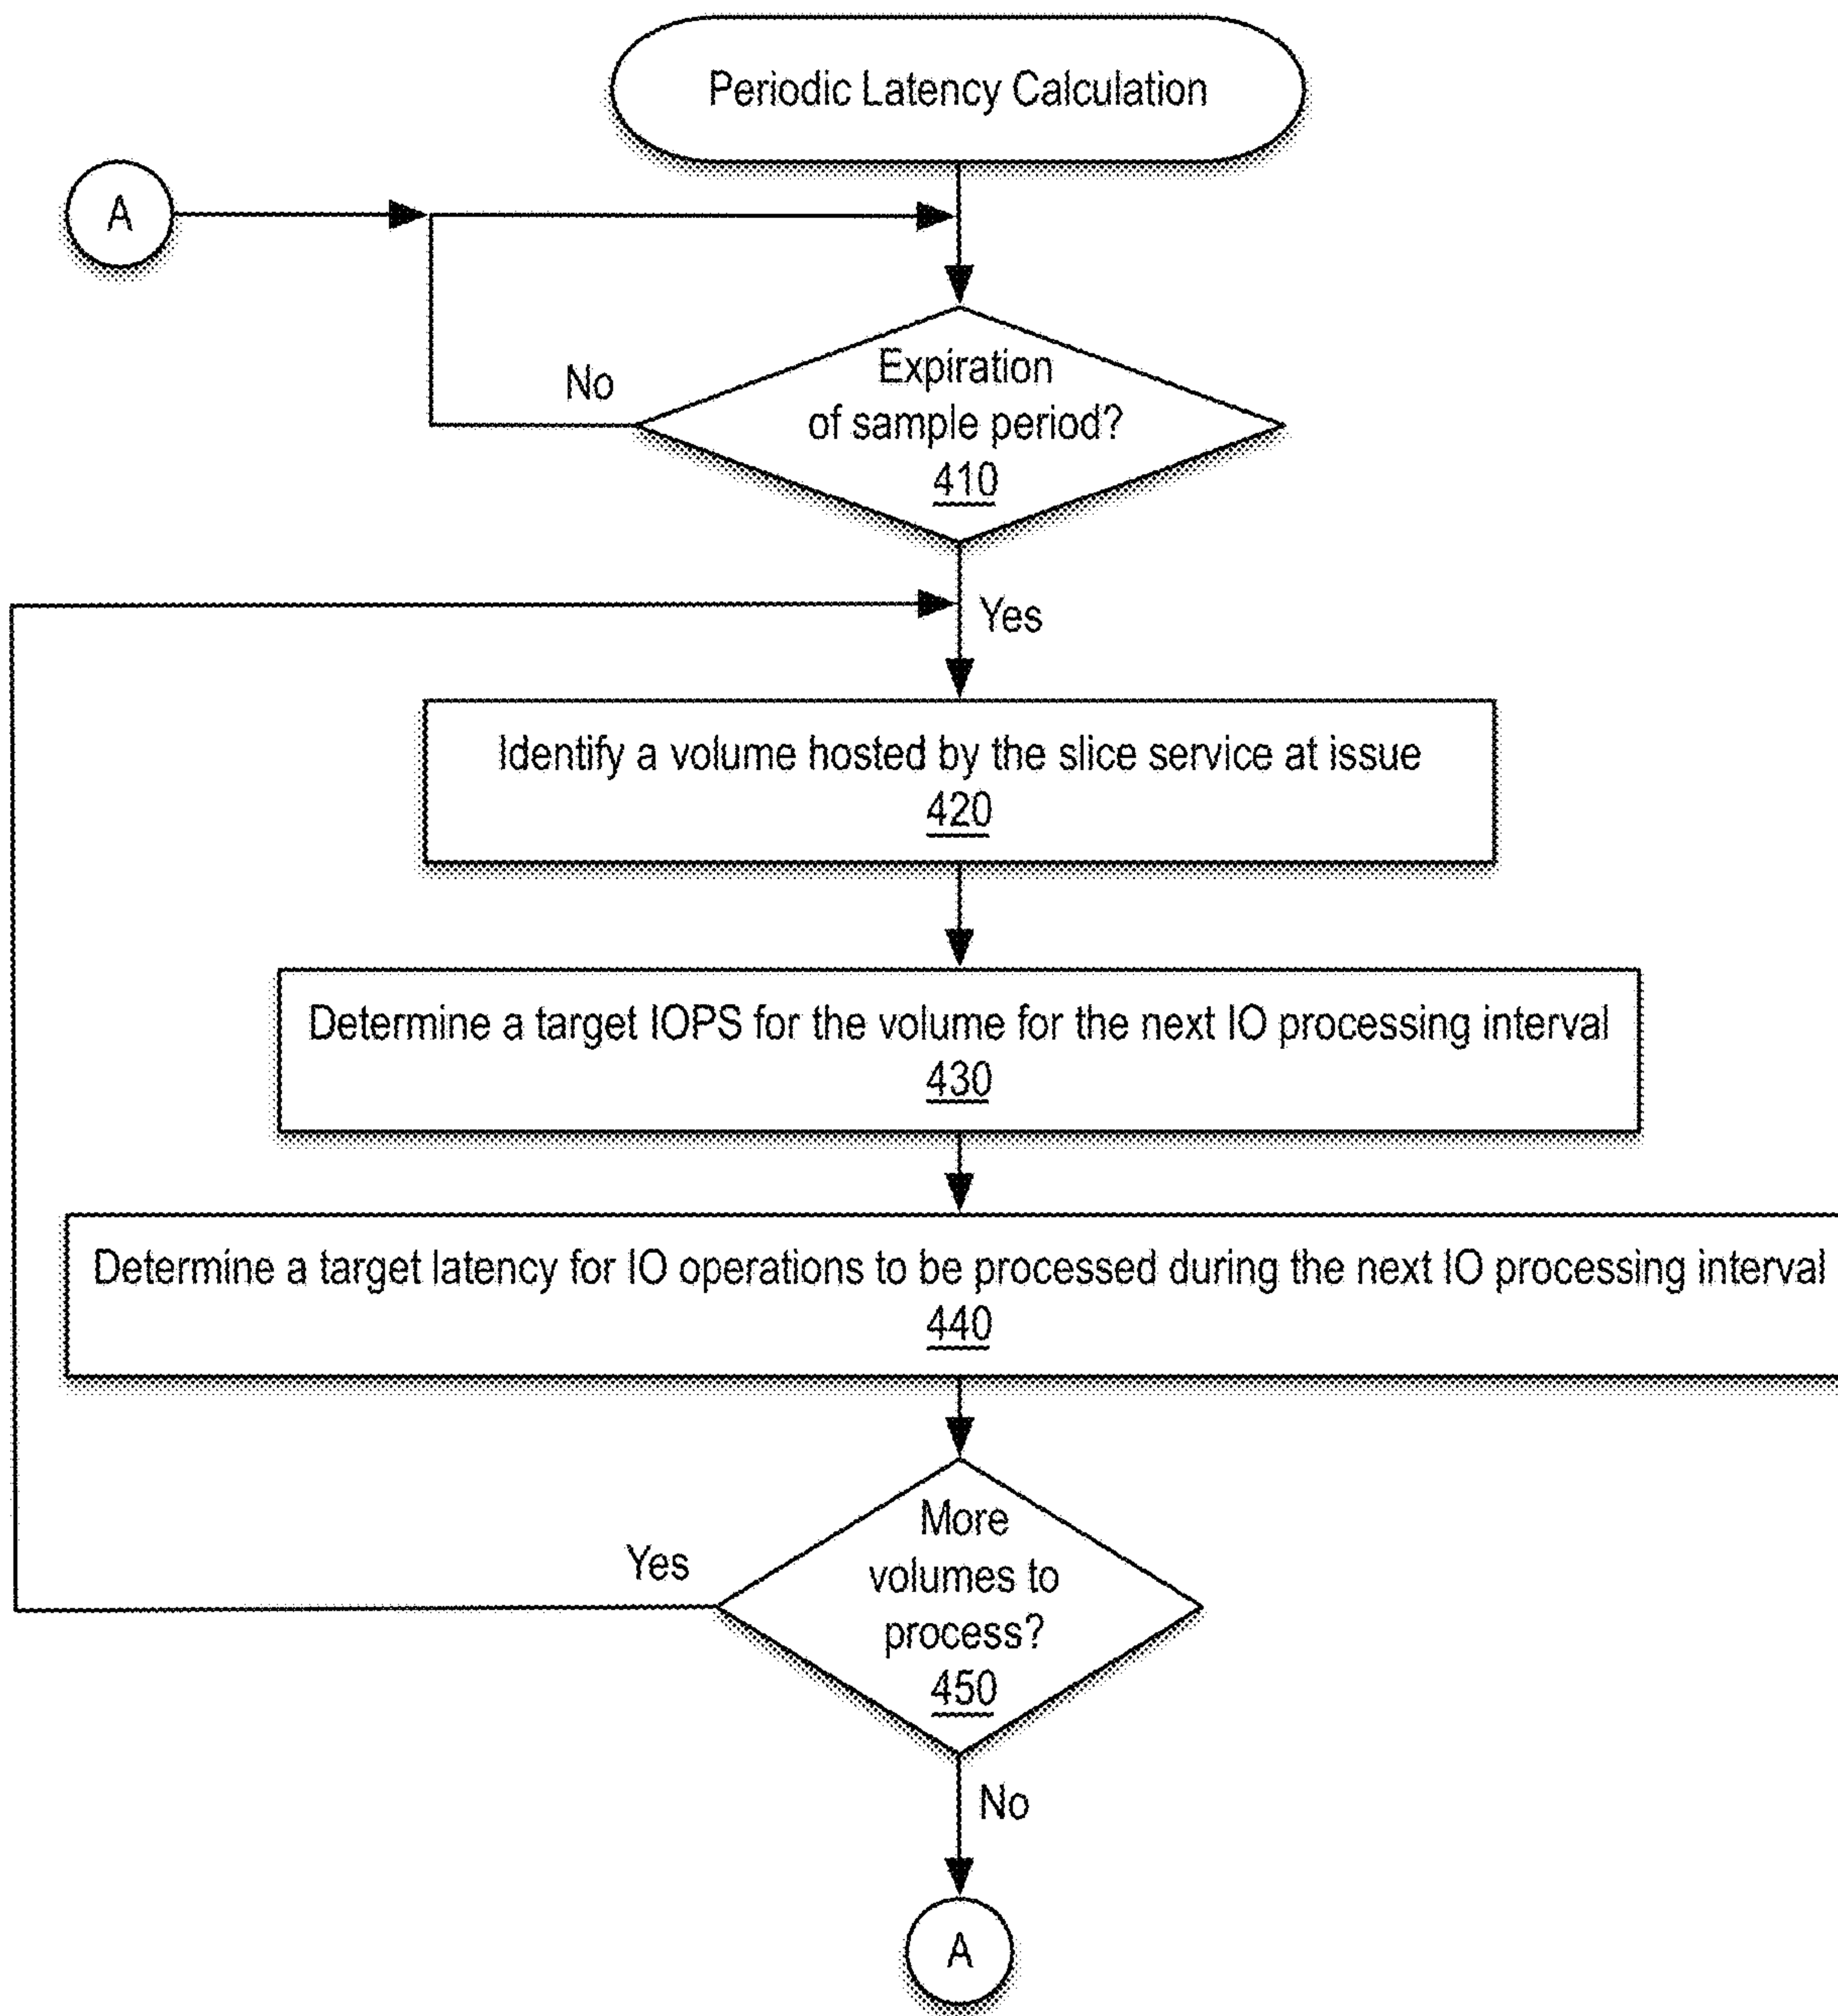 Periodic Latency Calculation
A
Expiration
of sample period?
410
No
Yes
Identify a volume hosted by the slice service at issue
420
Determine a target IOPS for the volume for the next IO processing interval
430
Determine a target latency for IO operations to be processed during the next IO processing interval
440
More
volumes to
process?
450
Yes
No
A